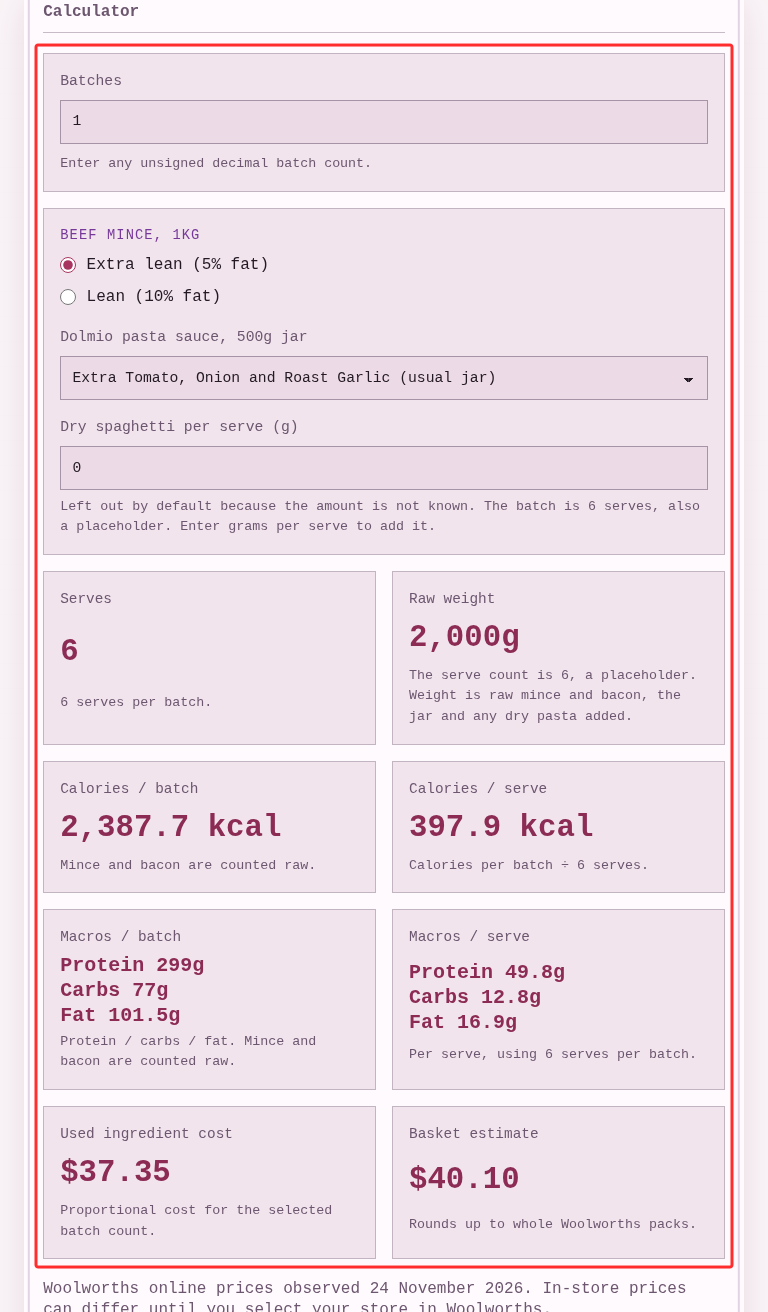 Calculator
Batches
1
Enter any unsigned decimal batch count.
BEEF MINCE, 1KG
Extra lean (5% fat)
Lean (10% fat)
Dolmio pasta sauce, 500g jar
Extra Tomato, Onion and Roast Garlic (usual jar)
Dry spaghetti per serve (g)
0
Left out by default because the amount is not known. The batch is 6 serves, also
a placeholder. Enter grams per serve to add it.
Serves
6
6 serves per batch.
Raw weight
2,000g
The serve count is 6, a placeholder.
Weight is raw mince and bacon, the
jar and any dry pasta added.
Calories / batch
2,387.7 kcal
Mince and bacon are counted raw.
Calories / serve
397.9 kcal
Calories per batch ÷ 6 serves.
Macros / batch
Protein 299g
Carbs 77g
Fat 101.5g
Protein / carbs / fat. Mince and
bacon are counted raw.
Macros / serve
Protein 49.8g
Carbs 12.8g
Fat 16.9g
Per serve, using 6 serves per batch.
Used ingredient cost
$37.35
Proportional cost for the selected
batch count.
Basket estimate
$40.10
Rounds up to whole Woolworths packs.
Woolworths online prices observed 24 November 2026. In-store prices
can differ until you select your store in Woolworths.